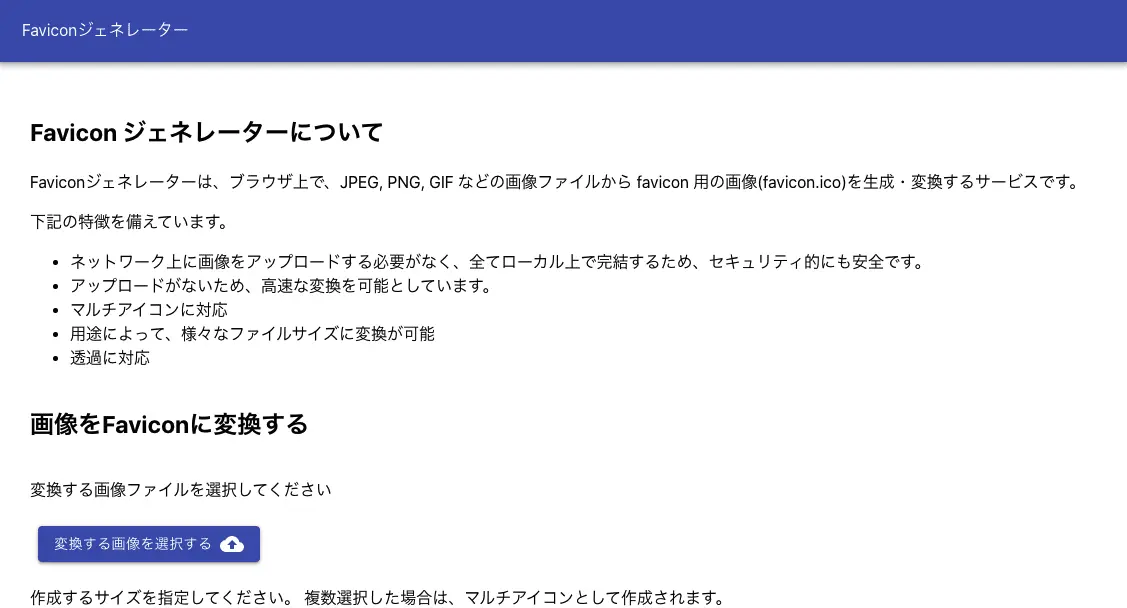 Faviconジェネレーター
Favicon ジェネレーターについて
Faviconジェネレーターは、ブラウザ上で、JPEG, PNG, GIF などの画像ファイルから favicon 用の画像(favicon.ico)を生成・変換するサービスです。
下記の特徴を備えています。
• ネットワーク上に画像をアップロードする必要がなく、全てローカル上で完結するため、セキュリティ的にも安全です。
• アップロードがないため、高速な変換を可能としています。
• マルチアイコンに対応
• 用途によって、様々なファイルサイズに変換が可能
• 透過に対応
画像をFaviconに変換する
変換する画像ファイルを選択してください
変換する画像を選択する
作成するサイズを指定してください。 複数選択した場合は、マルチアイコンとして作成されます。